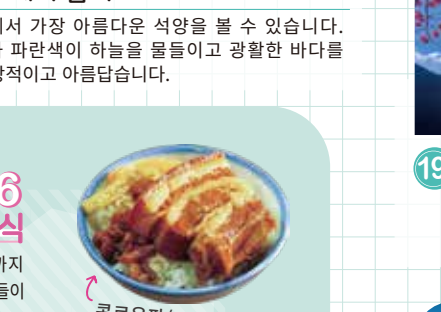 에서 가장 아름다운 석양을 볼 수 있습니다.
파란색이 하늘을 물들이고 광활한 바다를
상적이고 아름답습니다.
6
식
까지
들이
19